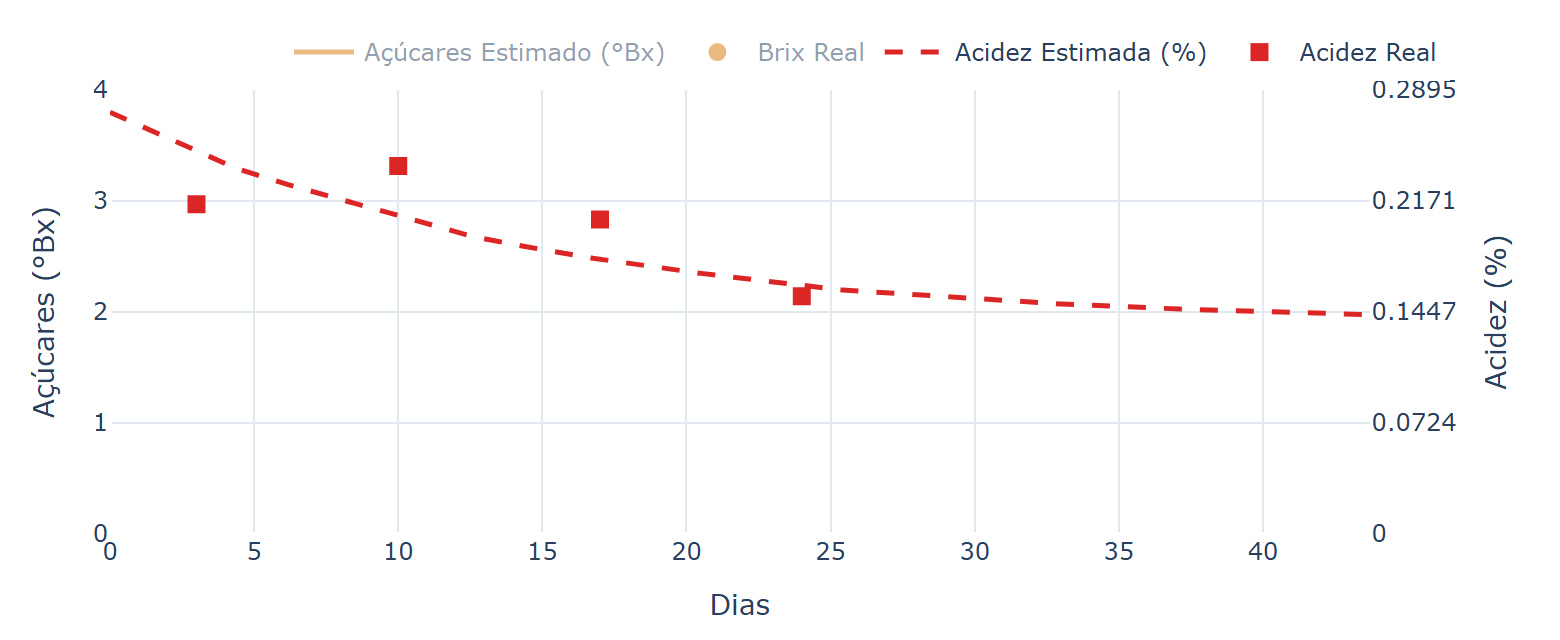 Açúcares Estimado (°Bx) Brix Real Acidez Estimada (%) Acidez Real
4 0.2895
3 0.2171
2 0.1447
1 0.0724
0 0
0 5 10 15 20 25 30 35 40
Açúcares (°Bx)
Acidez (%)
Dias